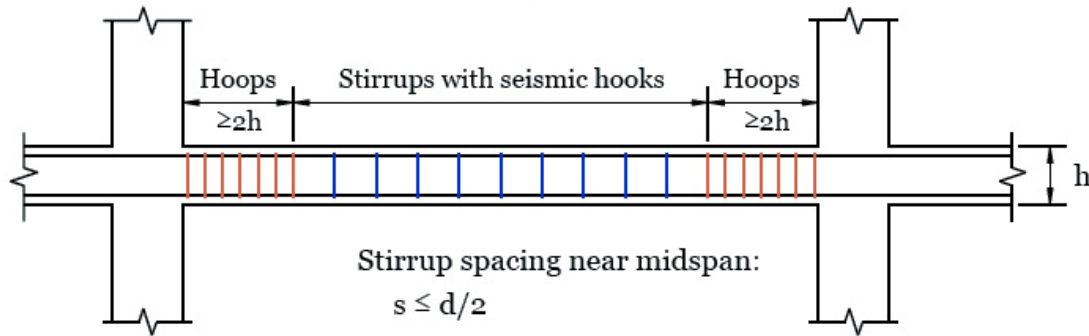 Hoops
Stirrups with seismic hooks
Hoops
≥2h
≥2h
h
Stirrup spacing near midspan:
s ≤ d/2